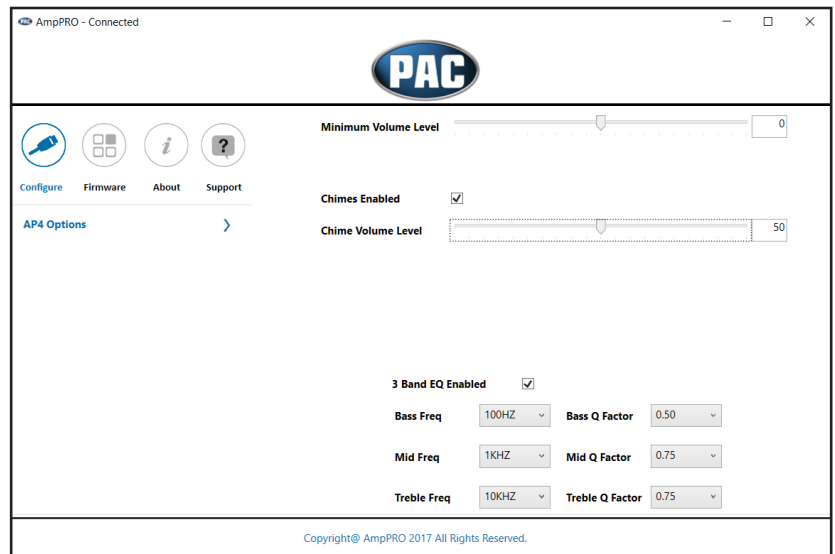 AmpPRO - Connected
PAC
Minimum Volume Level 0
Configure Firmware About Support
AP4 Options
Chimes Enabled
Chime Volume Level 50
3 Band EQ Enabled
Bass Freq 100HZ Bass Q Factor 0.50
Mid Freq 1KHZ Mid Q Factor 0.75
Treble Freq 10KHZ Treble Q Factor 0.75
Copyright@ AmpPRO 2017 All Rights Reserved.